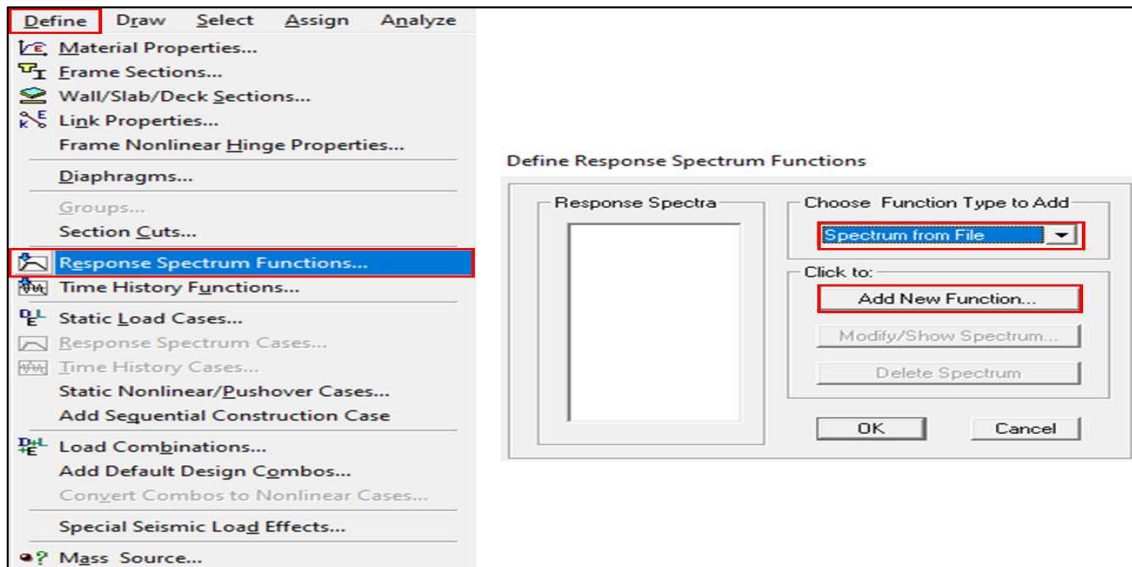 Define Draw Select Assign Analyze
Material Properties...
Frame Sections...
Wall/Slab/Deck Sections...
Link Properties...
Frame Nonlinear Hinge Properties...
Diaphragms...
Groups...
Section Cuts...
Response Spectrum Functions...
Time History Functions...
Static Load Cases...
Response Spectrum Cases...
Time History Cases...
Static Nonlinear/Pushover Cases...
Add Sequential Construction Case
Load Combinations...
Add Default Design Combos...
Convert Combos to Nonlinear Cases...
Special Seismic Load Effects...
Mass Source...
Define Response Spectrum Functions
Response Spectra
Choose Function Type to Add
Spectrum from File
Click to:
Add New Function...
Modify/Show Spectrum...
Delete Spectrum
OK Cancel